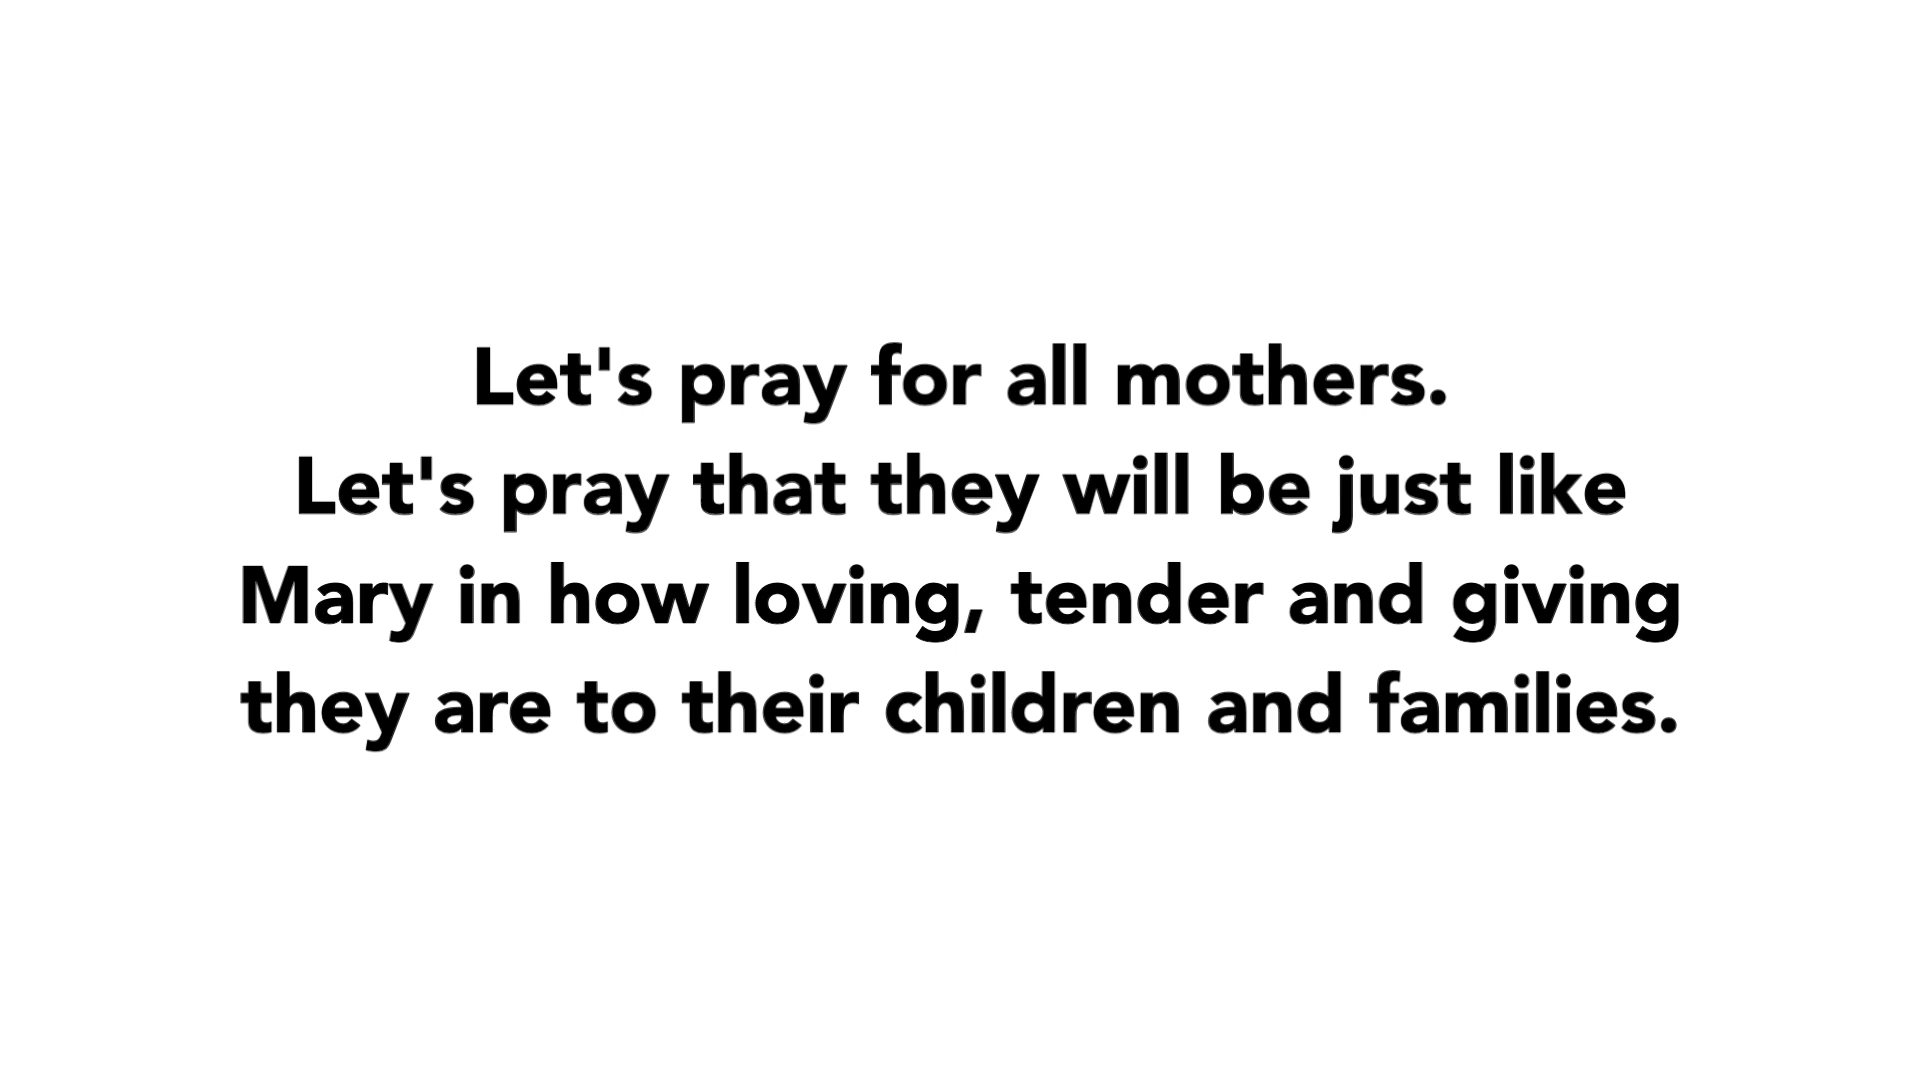 Let's pray for all mothers.
Let's pray that they will be just like
Mary in how loving, tender and giving
they are to their children and families.